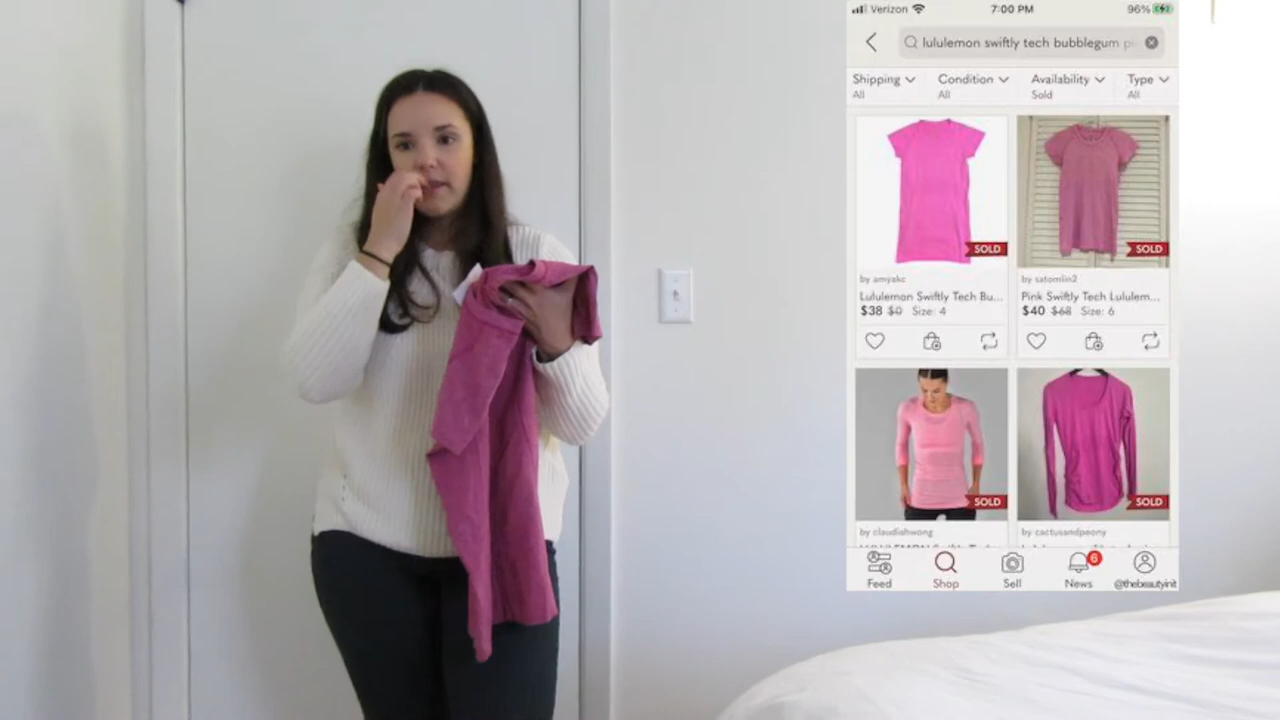 Verizon 7:00 PM 96%
lululemon swiftly tech bubblegum
Shipping Condition Availability Type
All All Sold All
SOLD SOLD
by amyakc by satomlin2
Lululemon Swiftly Tech Bu... Pink Swiftly Tech Lululem...
$38 $0 Size: 4 $40 $68 Size: 6
SOLD SOLD
by claudishwong by cactusandpeony
6
Feed Shop Sell News @thebeautyinit